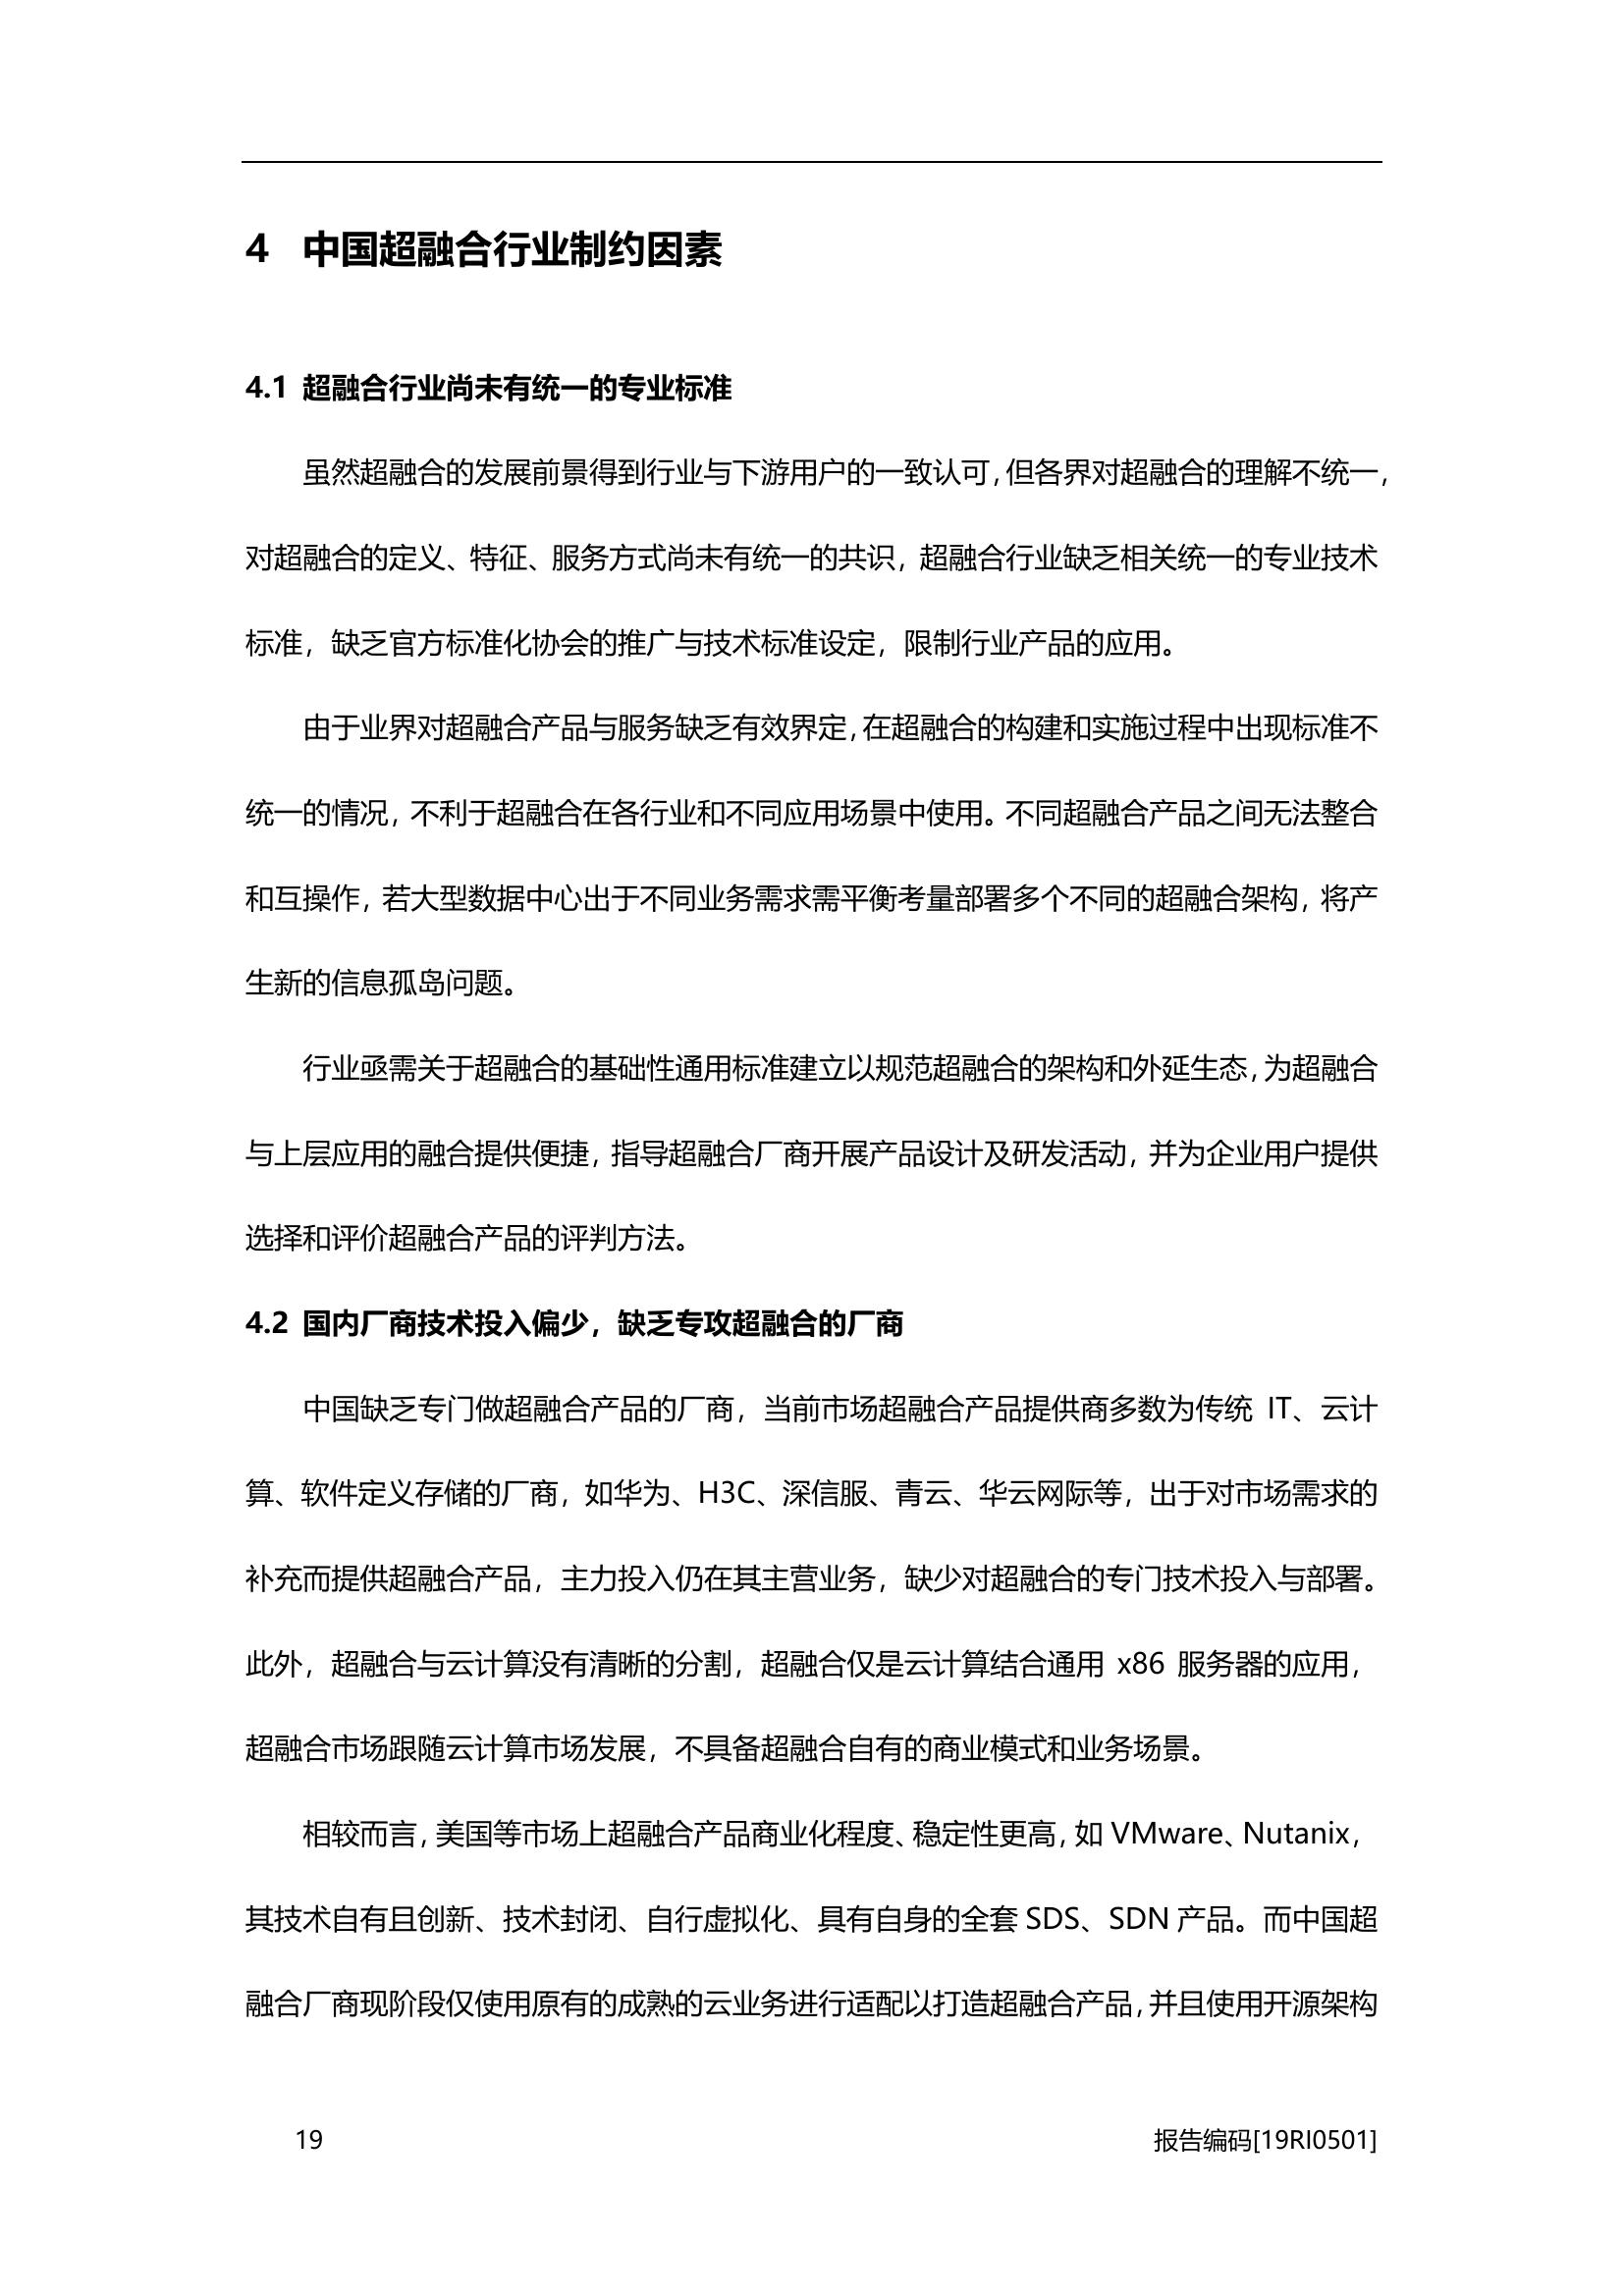 4 中国超融合行业制约因素
4.1 超融合行业尚未有统一的专业标准
虽然超融合的发展前景得到行业与下游用户的一致认可，但各界对超融合的理解不统一，
对超融合的定义、特征、服务方式尚未有统一的共识，超融合行业缺乏相关统一的专业技术
标准，缺乏官方标准化协会的推广与技术标准设定，限制行业产品的应用。
由于业界对超融合产品与服务缺乏有效界定，在超融合的构建和实施过程中出现标准不
统一的情况，不利于超融合在各行业和不同应用场景中使用。不同超融合产品之间无法整合
和互操作，若大型数据中心出于不同业务需求需平衡考量部署多个不同的超融合架构，将产
生新的信息孤岛问题。
行业亟需关于超融合的基础性通用标准建立以规范超融合的架构和外延生态，为超融合
与上层应用的融合提供便捷，指导超融合厂商开展产品设计及研发活动，并为企业用户提供
选择和评价超融合产品的评判方法。
4.2 国内厂商技术投入偏少，缺乏专攻超融合的厂商
中国缺乏专门做超融合产品的厂商，当前市场超融合产品提供商多数为传统 IT、云计
算、软件定义存储的厂商，如华为、H3C、深信服、青云、华云网际等，出于对市场需求的
补充而提供超融合产品，主力投入仍在其主营业务，缺少对超融合的专门技术投入与部署。
此外，超融合与云计算没有清晰的分割，超融合仅是云计算结合通用 x86 服务器的应用，
超融合市场跟随云计算市场发展，不具备超融合自有的商业模式和业务场景。
相较而言，美国等市场上超融合产品商业化程度、稳定性更高，如 VMware、Nutanix，
其技术自有且创新、技术封闭、自行虚拟化、具有自身的全套 SDS、SDN 产品。而中国超
融合厂商现阶段仅使用原有的成熟的云业务进行适配以打造超融合产品，并且使用开源架构
19 报告编码[19RI0501]